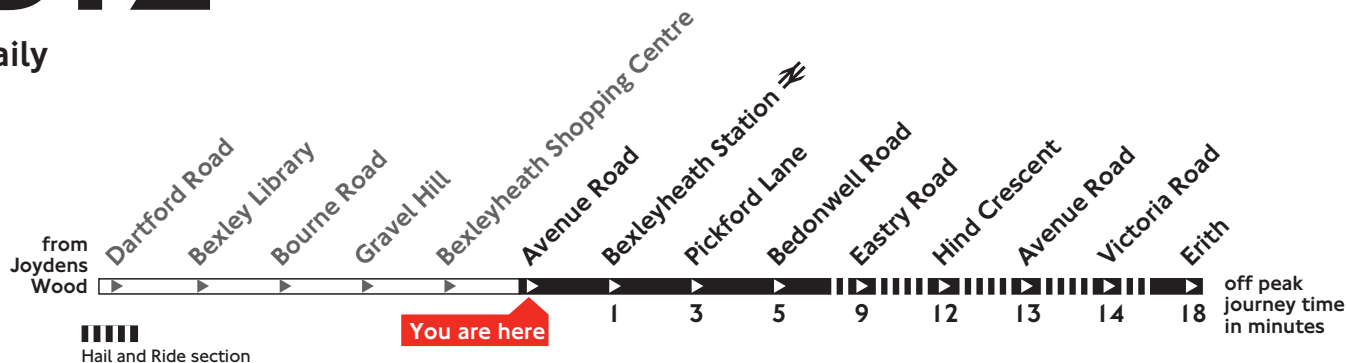 from
Joydens
Wood
Dartford Road
Bexley Library
Bourne Road
Gravel Hill
Bexleyheath Shopping Centre
Avenue Road
Bexleyheath Station
Pickford Lane
Bedonwell Road
Eastry Road
Hind Crescent
Avenue Road
Victoria Road
Erith
You are here
1 3 5 9 12 13 14 18
off peak
journey time
in minutes
Hail and Ride section